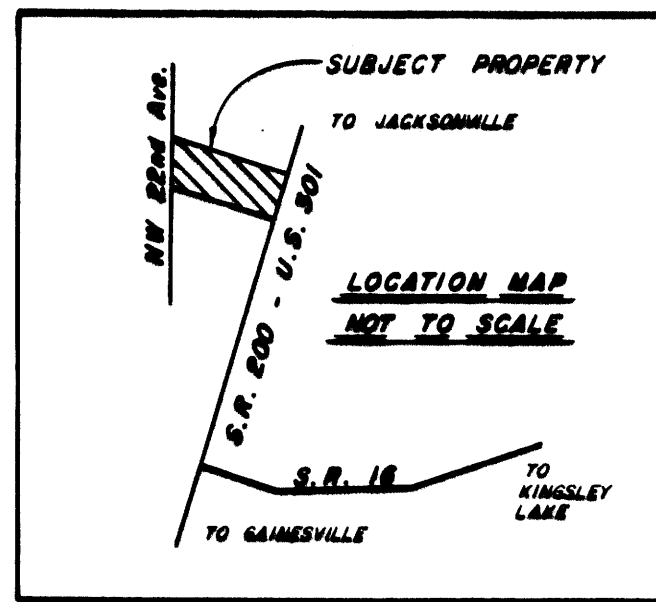 SUBJECT PROPERTY
NW 22nd Ave.
TO JACKSONVILLE
S.R. 200 - U.S. 301
LOCATION MAP
NOT TO SCALE
S.R. 16
TO
KINGSLEY
LAKE
TO GAINESVILLE